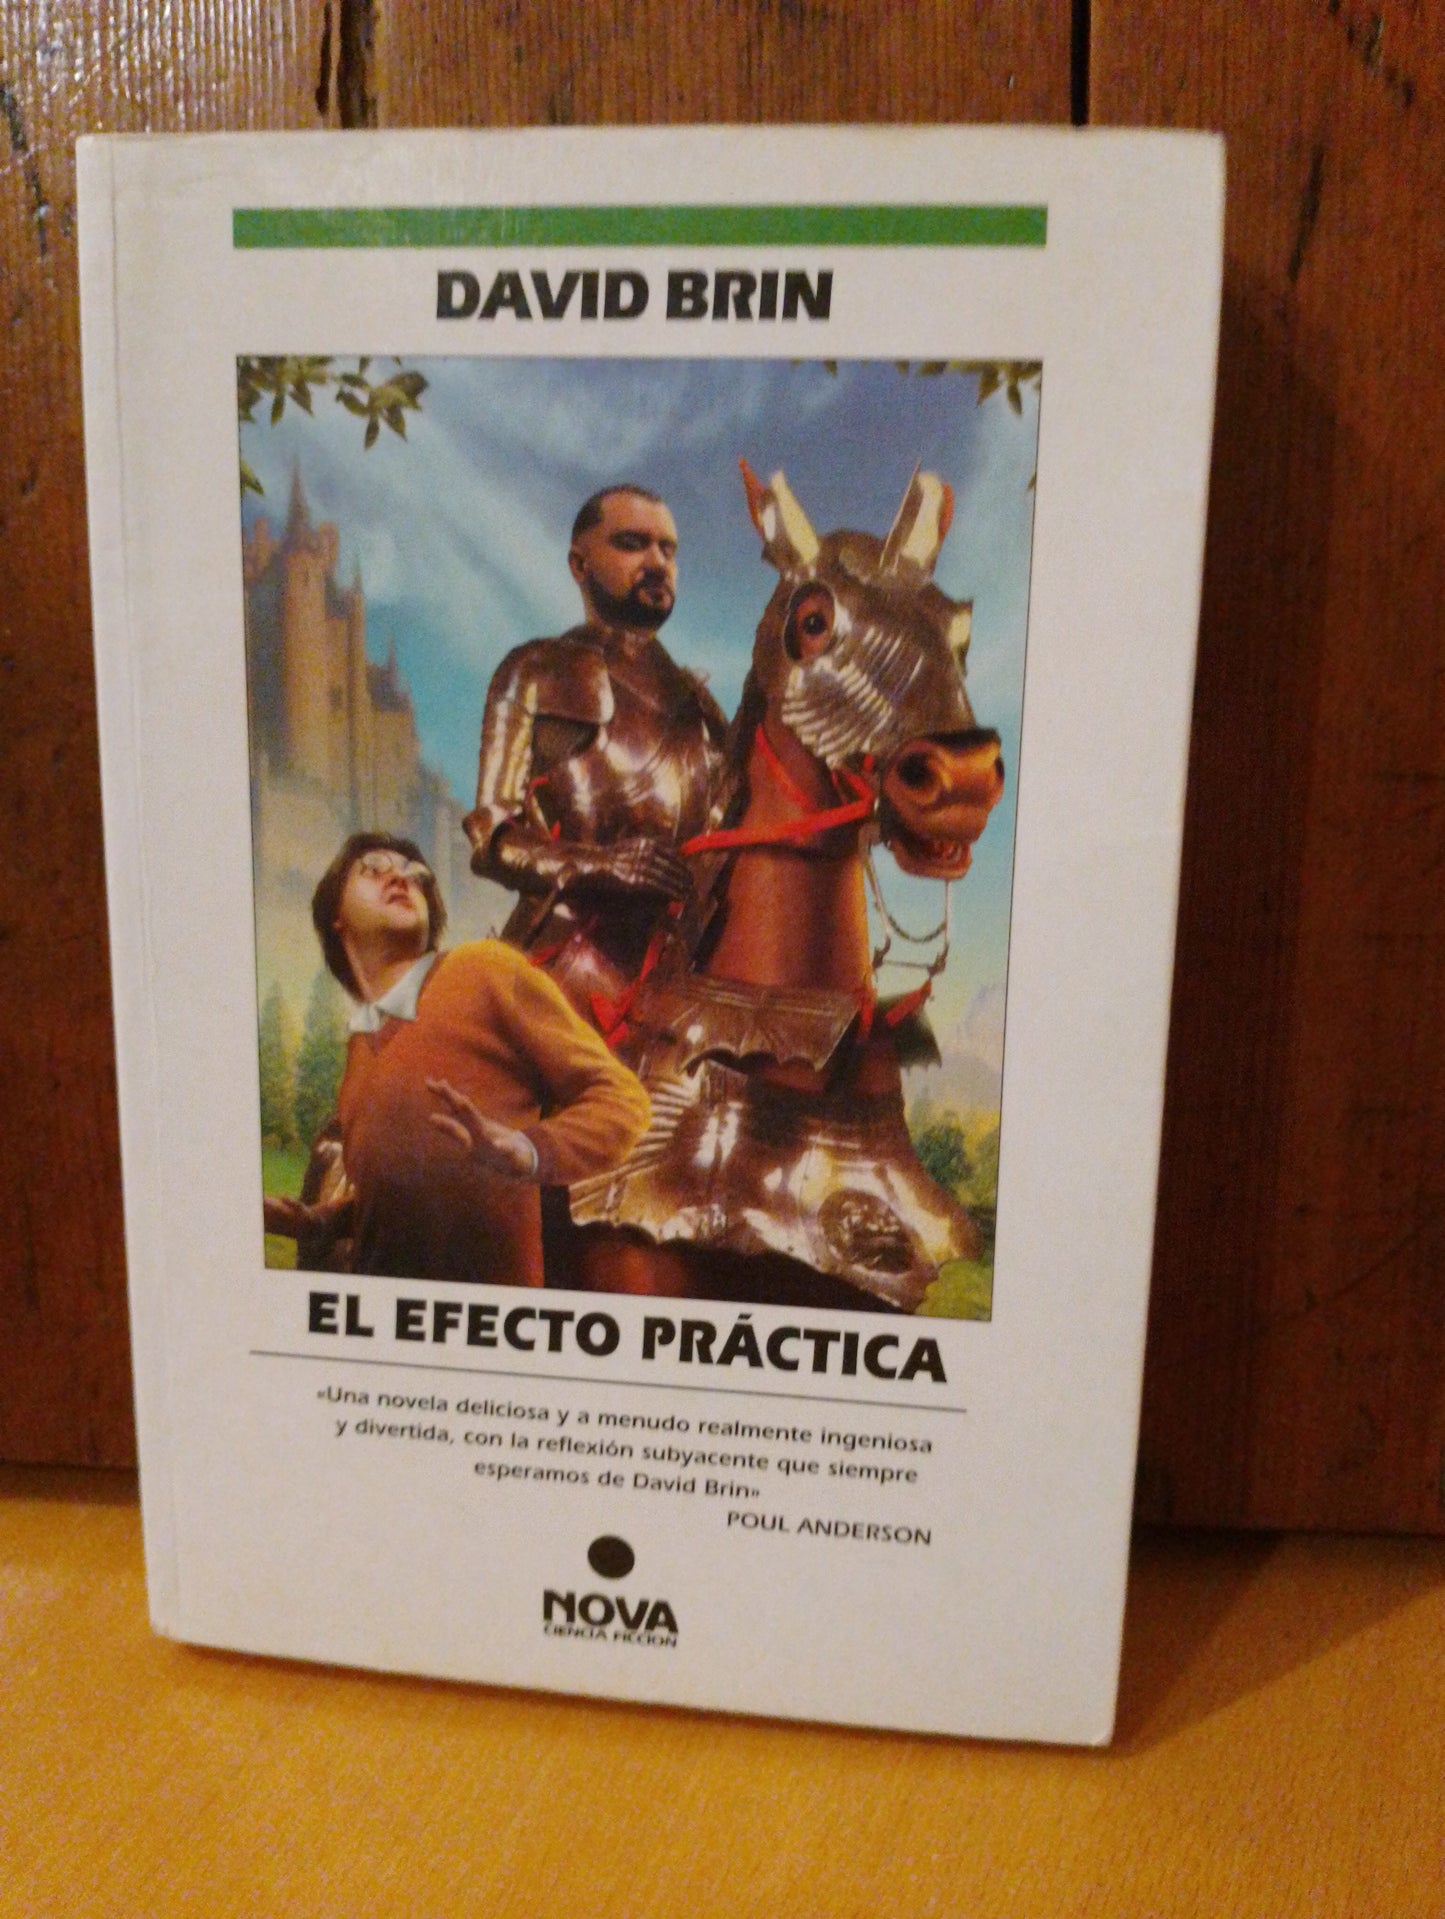 DAVID BRIN
EL EFECTO PRÁCTICA
«Una novela deliciosa y a menudo realmente ingeniosa
y divertida, con la reflexión subyacente que siempre
esperamos de David Brin»
POUL ANDERSON
NOVA
CIENCIA FICCION